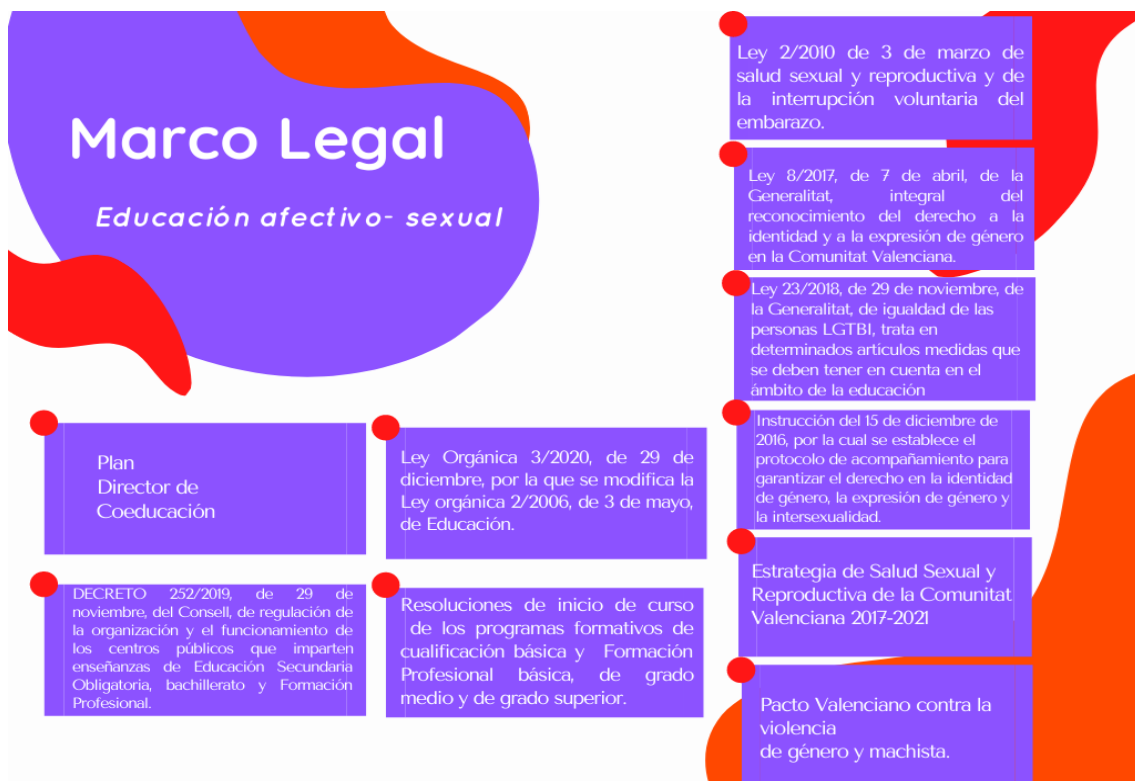 Marco Legal
Educación afectivo- sexual
Plan
Director de
Coeducación
Ley Orgánica 3/2020, de 29 de
diciembre, por la que se modifica la
Ley orgánica 2/2006, de 3 de mayo,
de Educación.
DECRETO 252/2019, de 29 de
noviembre, del Consell, de regulación de
la organización y el funcionamiento de
los centros públicos que imparten
enseñanzas de Educación Secundaria
Obligatoria, bachillerato y Formación
Profesional.
Resoluciones de inicio de curso
de los programas formativos de
cualificación básica y Formación
Profesional básica, de grado
medio y de grado superior.
Ley 2/2010 de 3 de marzo de
salud sexual y reproductiva y de
la interrupción voluntaria del
embarazo.
Ley 8/2017, de 7 de abril, de la
Generalitat, integral del
reconocimiento del derecho a la
identidad y a la expresión de género
en la Comunitat Valenciana.
Ley 23/2018, de 29 de noviembre, de
la Generalitat, de igualdad de las
personas LGTBI, trata en
determinados artículos medidas que
se deben tener en cuenta en el
ámbito de la educación
Instrucción del 15 de diciembre de
2016, por la cual se establece el
protocolo de acompañamiento para
garantizar el derecho en la identidad
de género, la expresión de género y
la intersexualidad.
Estrategia de Salud Sexual y
Reproductiva de la Comunitat
Valenciana 2017-2021
Pacto Valenciano contra la
violencia
de género y machista.